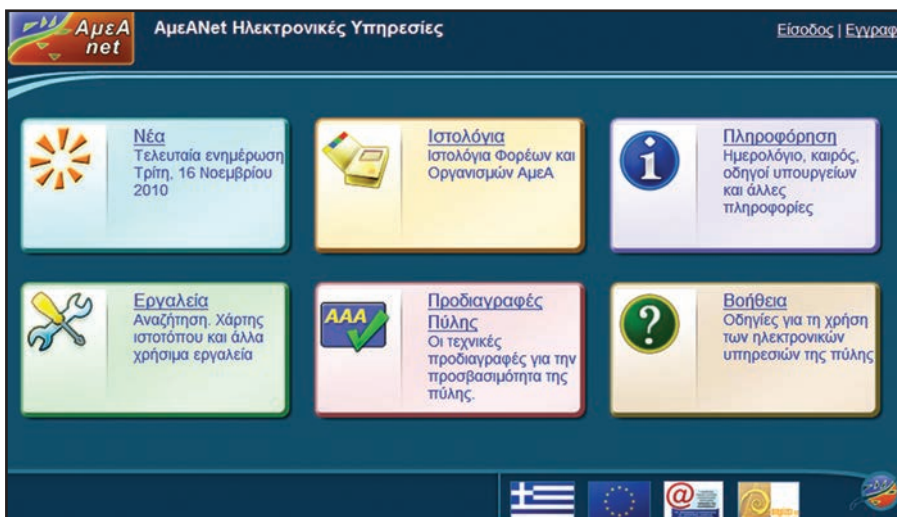 ΑμεΑ
net
ΑμεΑNet Ηλεκτρονικές Υπηρεσίες
Είσοδος | Εγγραφ
Νέα
Τελευταία ενημέρωση
Τρίτη, 16 Νοεμβρίου
2010
Ιστολόγια
Ιστολόγια Φορέων και
Οργανισμών ΑμεΑ
Πληροφόρηση
Ημερολόγιο, καιρός,
οδηγοί υπουργείων
και άλλες
πληροφορίες
Εργαλεία
Αναζήτηση. Χάρτης
ιστοτόπου και άλλα
χρήσιμα εργαλεία
AAA
Προδιαγραφές
Πύλης
Οι τεχνικές
προδιαγραφές για την
προσβασιμότητα της
πύλης.
Βοήθεια
Οδηγίες για τη χρήση
των ηλεκτρονικών
υπηρεσιών της πύλης